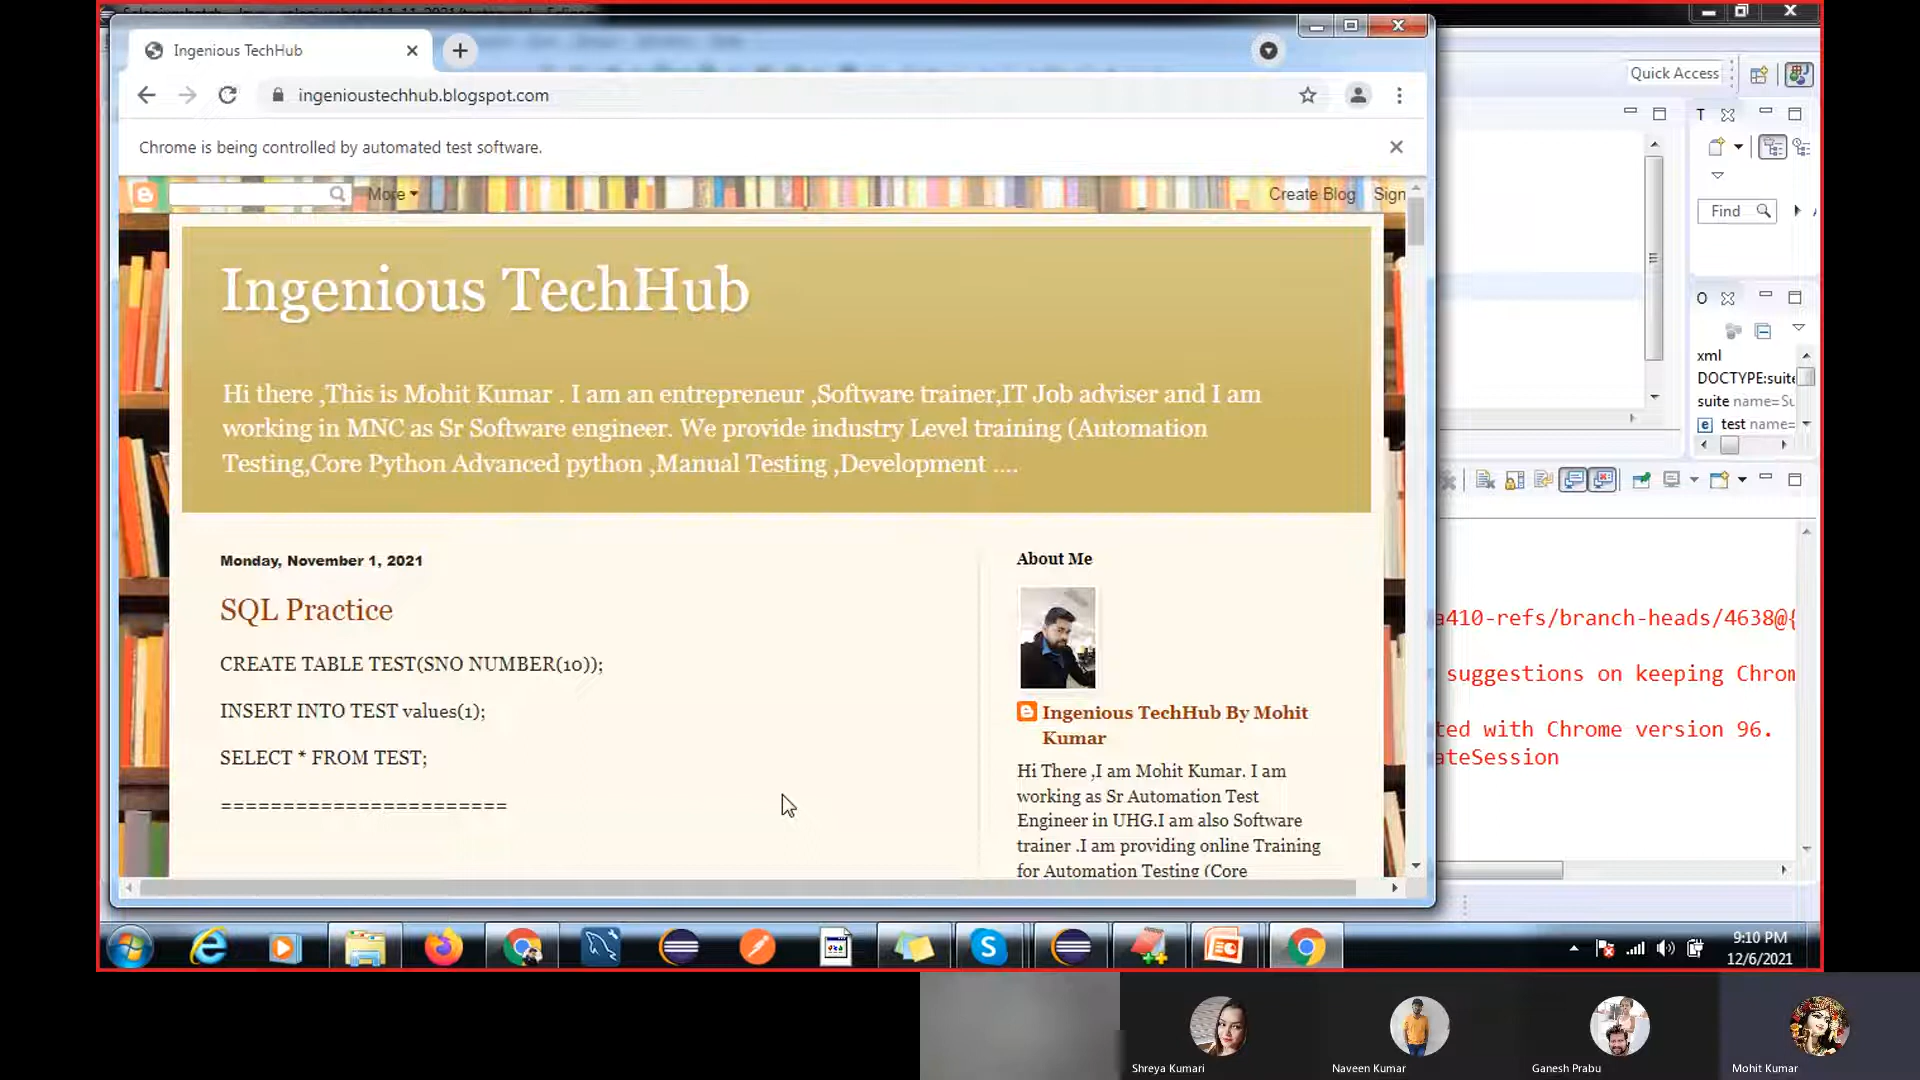 Ingenious TechHub
Quick Access
ingenioustechhub.blogspot.com
Chrome is being controlled by automated test software.
More
Create Blog
Sign
Find
Ingenious TechHub
Hi there ,This is Mohit Kumar . I am an entrepreneur ,Software trainer,IT Job adviser and I am
working in MNC as Sr Software engineer. We provide industry Level training (Automation
Testing,Core Python Advanced python ,Manual Testing ,Development ....
T
O
xml
DOCTYPE:suite
suite name=Su
test name=
Monday, November 1, 2021
SQL Practice
CREATE TABLE TEST(SNO NUMBER(10));
INSERT INTO TEST values(1);
SELECT * FROM TEST;
=======================
About Me
Ingenious TechHub By Mohit
Kumar
Hi There ,I am Mohit Kumar. I am
working as Sr Automation Test
Engineer in UHG.I am also Software
trainer .I am providing online Training
for Automation Testing (Core
a410-refs/branch-heads/4638@{
suggestions on keeping Chrom
ted with Chrome version 96.
ateSession
9:10 PM
12/6/2021
Shreya Kumari
Naveen Kumar
Ganesh Prabu
Mohit Kumar